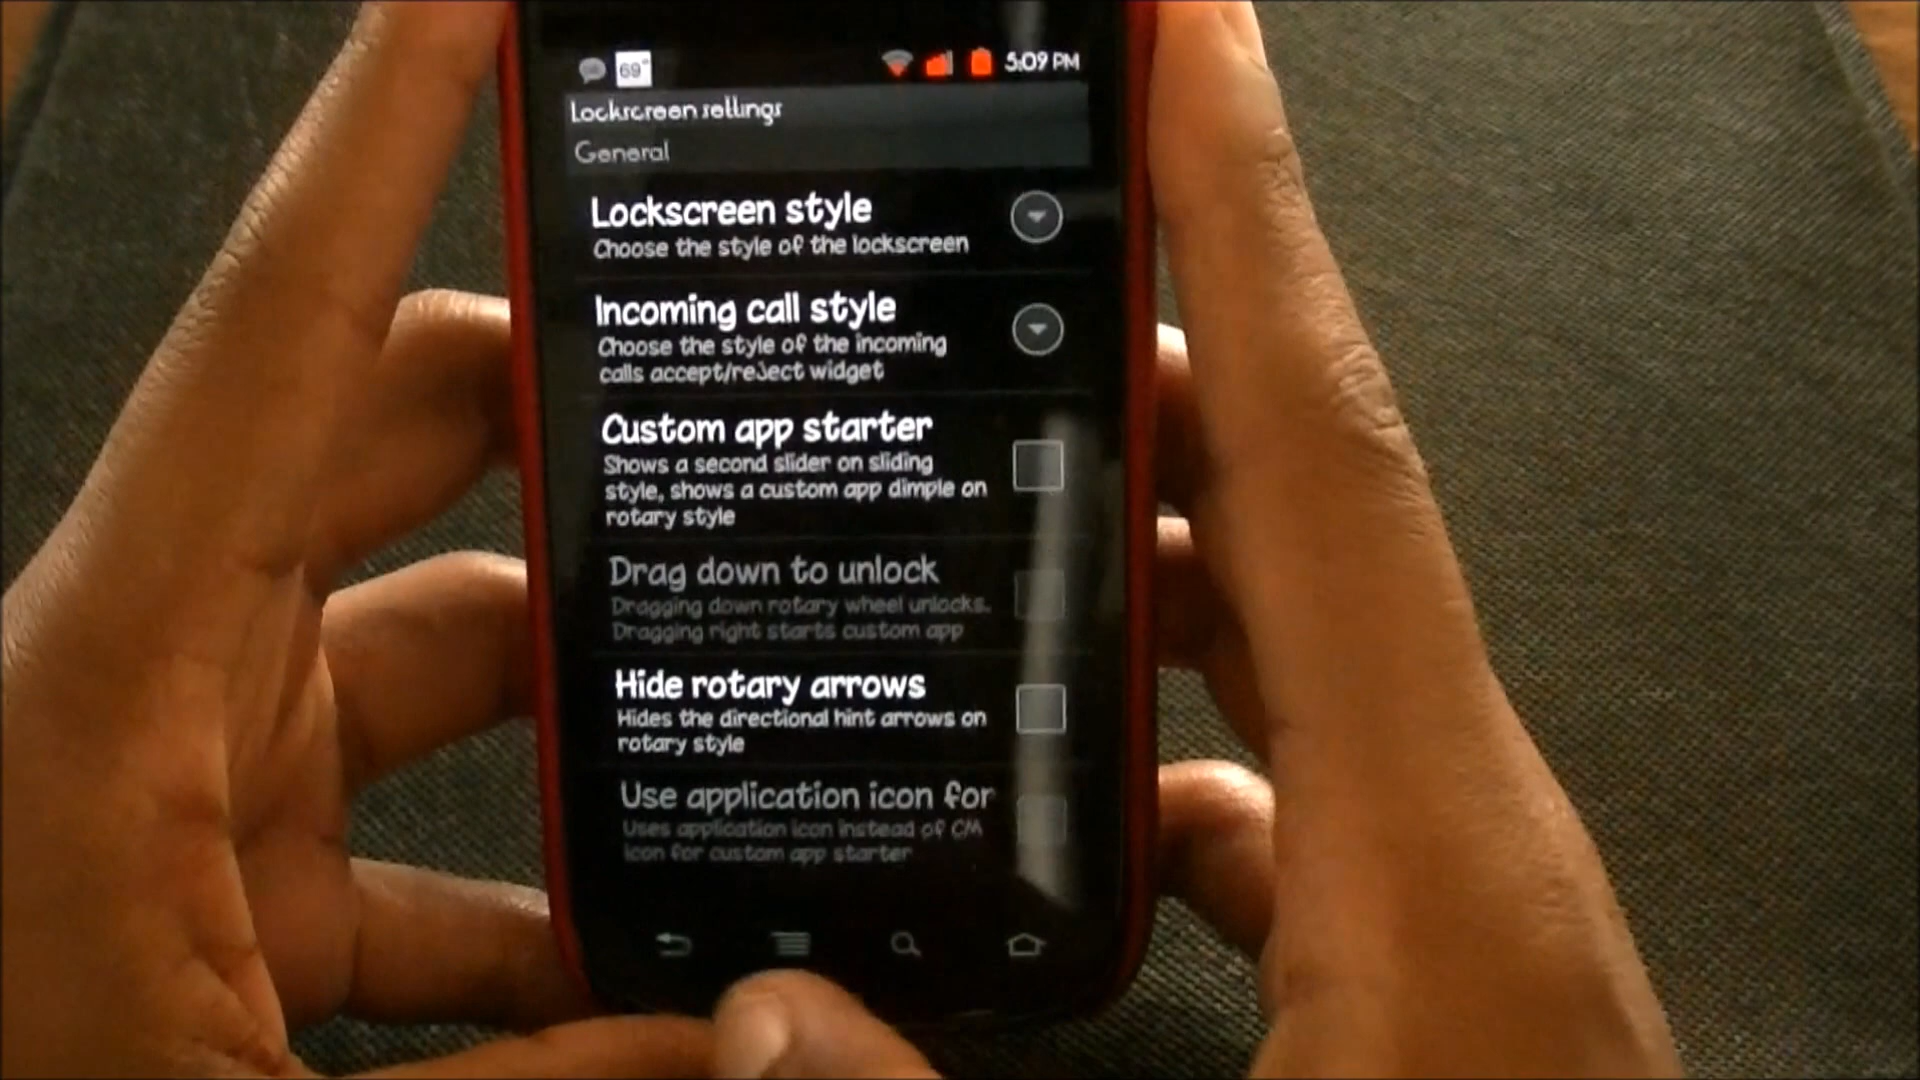 69° 5:09 PM
Lockscreen settings
General
Lockscreen style
Choose the style of the lockscreen
Incoming call style
Choose the style of the incoming
calls accept/reject widget
Custom app starter
Shows a second slider on sliding
style, shows a custom app dimple on
rotary style
Drag down to unlock
Dragging down rotary wheel unlocks.
Dragging right starts custom app
Hide rotary arrows
Hides the directional hint arrows on
rotary style
Use application icon for
Uses application icon instead of CM
icon for custom app starter